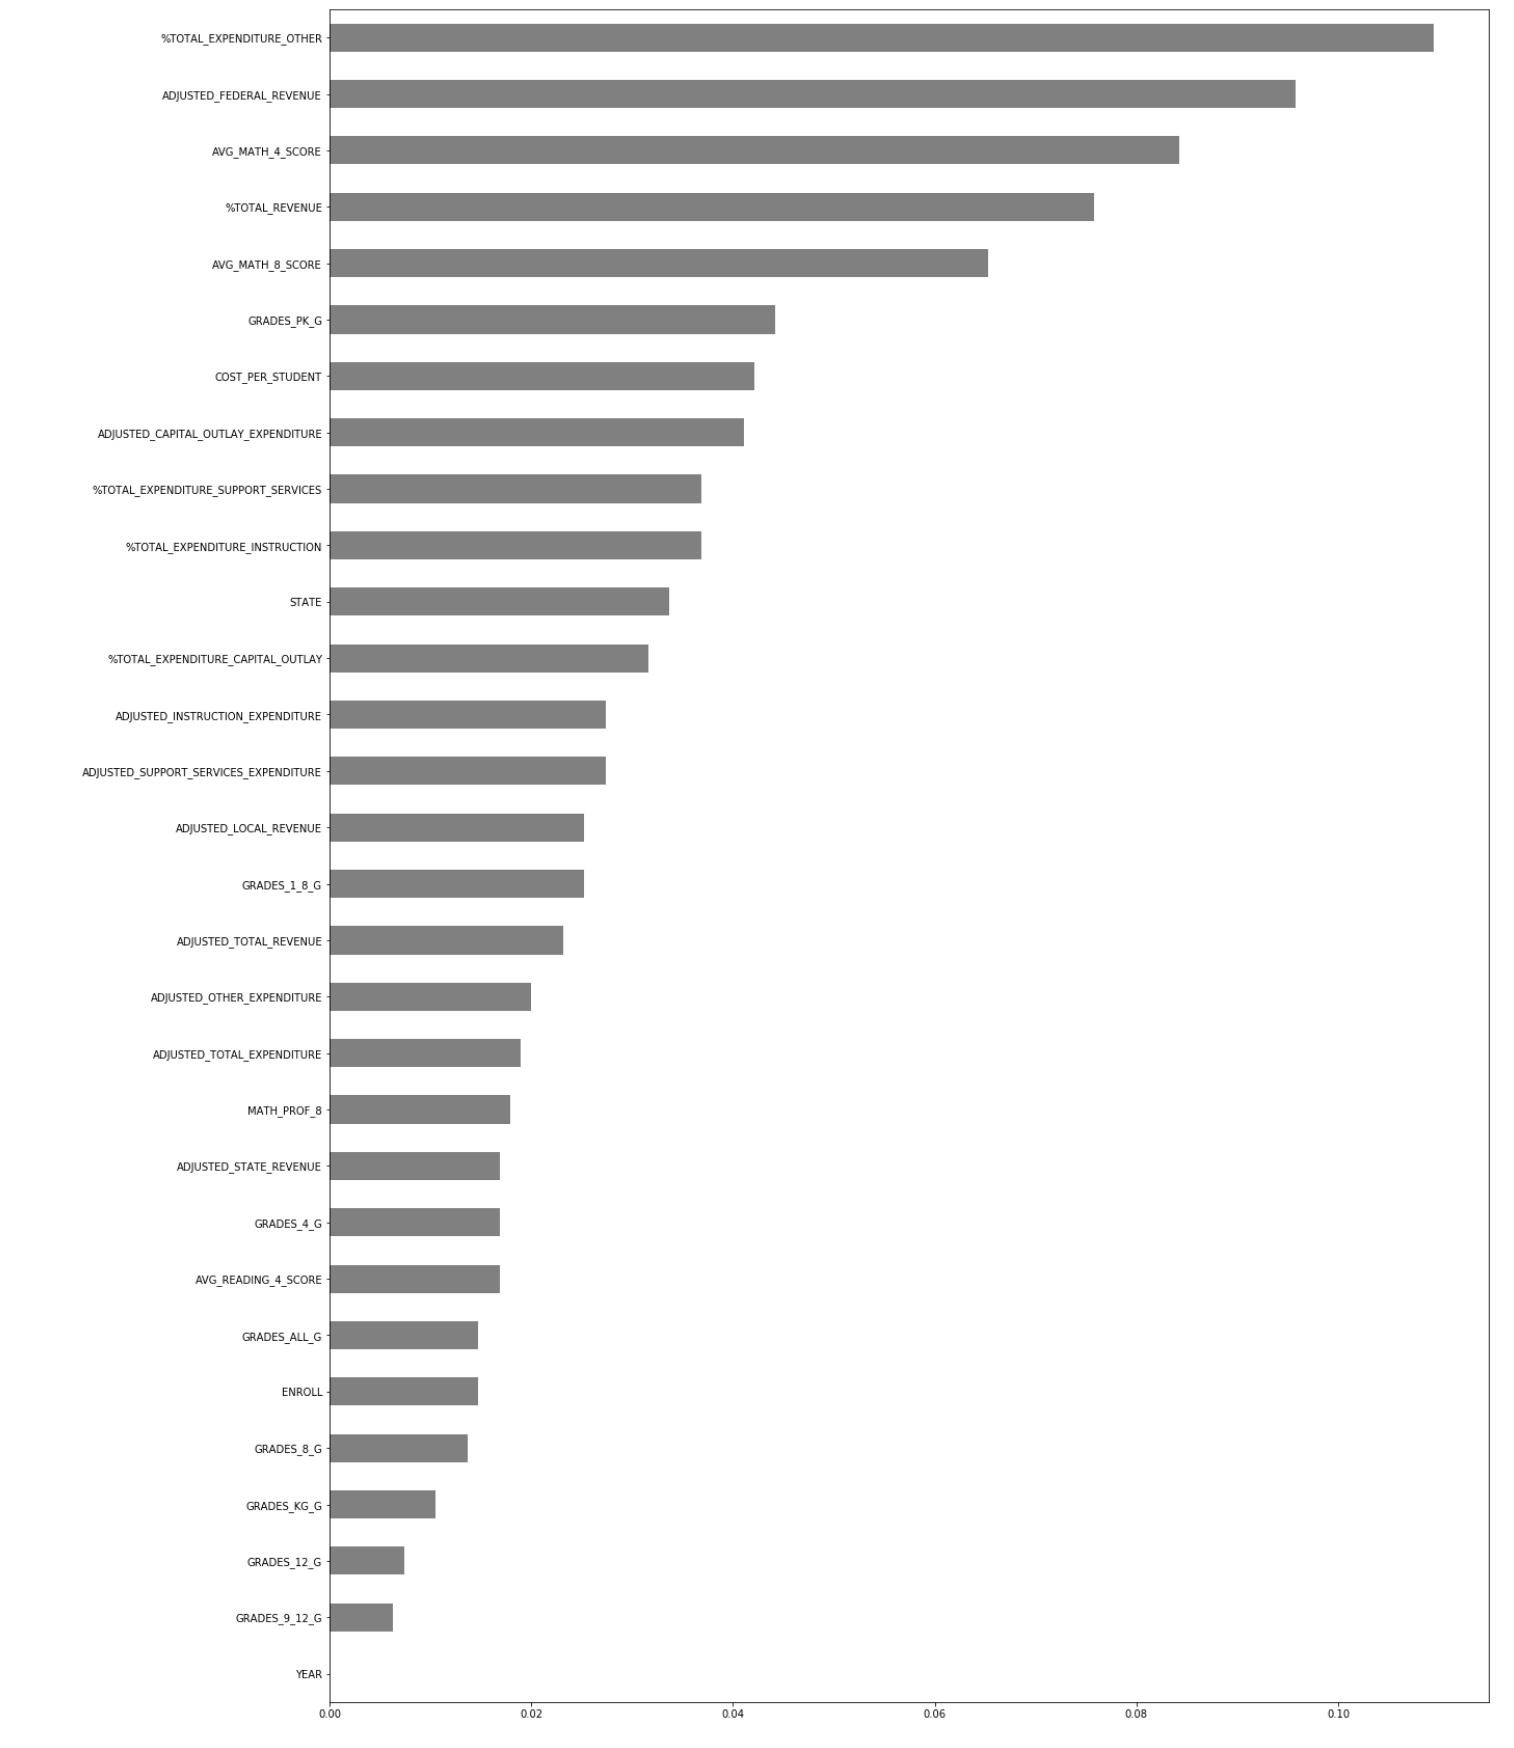 %TOTAL_EXPENDITURE_OTHER
ADJUSTED_FEDERAL_REVENUE
AVG_MATH_4_SCORE
%TOTAL_REVENUE
AVG_MATH_8_SCORE
GRADES_PK_G
COST_PER_STUDENT
ADJUSTED_CAPITAL_OUTLAY_EXPENDITURE
%TOTAL_EXPENDITURE_SUPPORT_SERVICES
%TOTAL_EXPENDITURE_INSTRUCTION
STATE
%TOTAL_EXPENDITURE_CAPITAL_OUTLAY
ADJUSTED_INSTRUCTION_EXPENDITURE
ADJUSTED_SUPPORT_SERVICES_EXPENDITURE
ADJUSTED_LOCAL_REVENUE
GRADES_1_8_G
ADJUSTED_TOTAL_REVENUE
ADJUSTED_OTHER_EXPENDITURE
ADJUSTED_TOTAL_EXPENDITURE
MATH_PROF_8
ADJUSTED_STATE_REVENUE
GRADES_4_G
AVG_READING_4_SCORE
GRADES_ALL_G
ENROLL
GRADES_8_G
GRADES_KG_G
GRADES_12_G
GRADES_9_12_G
YEAR
0.00 0.02 0.04 0.06 0.08 0.10